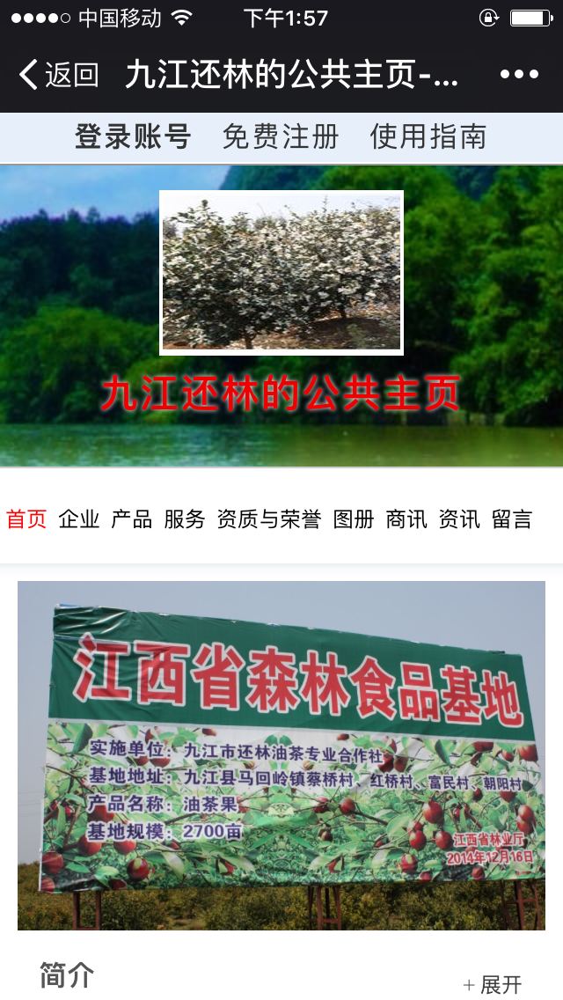 中国移动 下午1:57
返回 九江还林的公共主页-...
登录账号 免费注册 使用指南
九江还林的公共主页
首页 企业 产品 服务 资质与荣誉 图册 商讯 资讯 留言
江西省森林食品基地
实施单位：九江市还林油茶专业合作社
基地地址：九江县马回岭镇蔡桥村、红桥村、富民村、朝阳村
产品名称：油茶果
基地规模：2700亩
江西省林业厅
2014年12月16日
简介
+ 展开